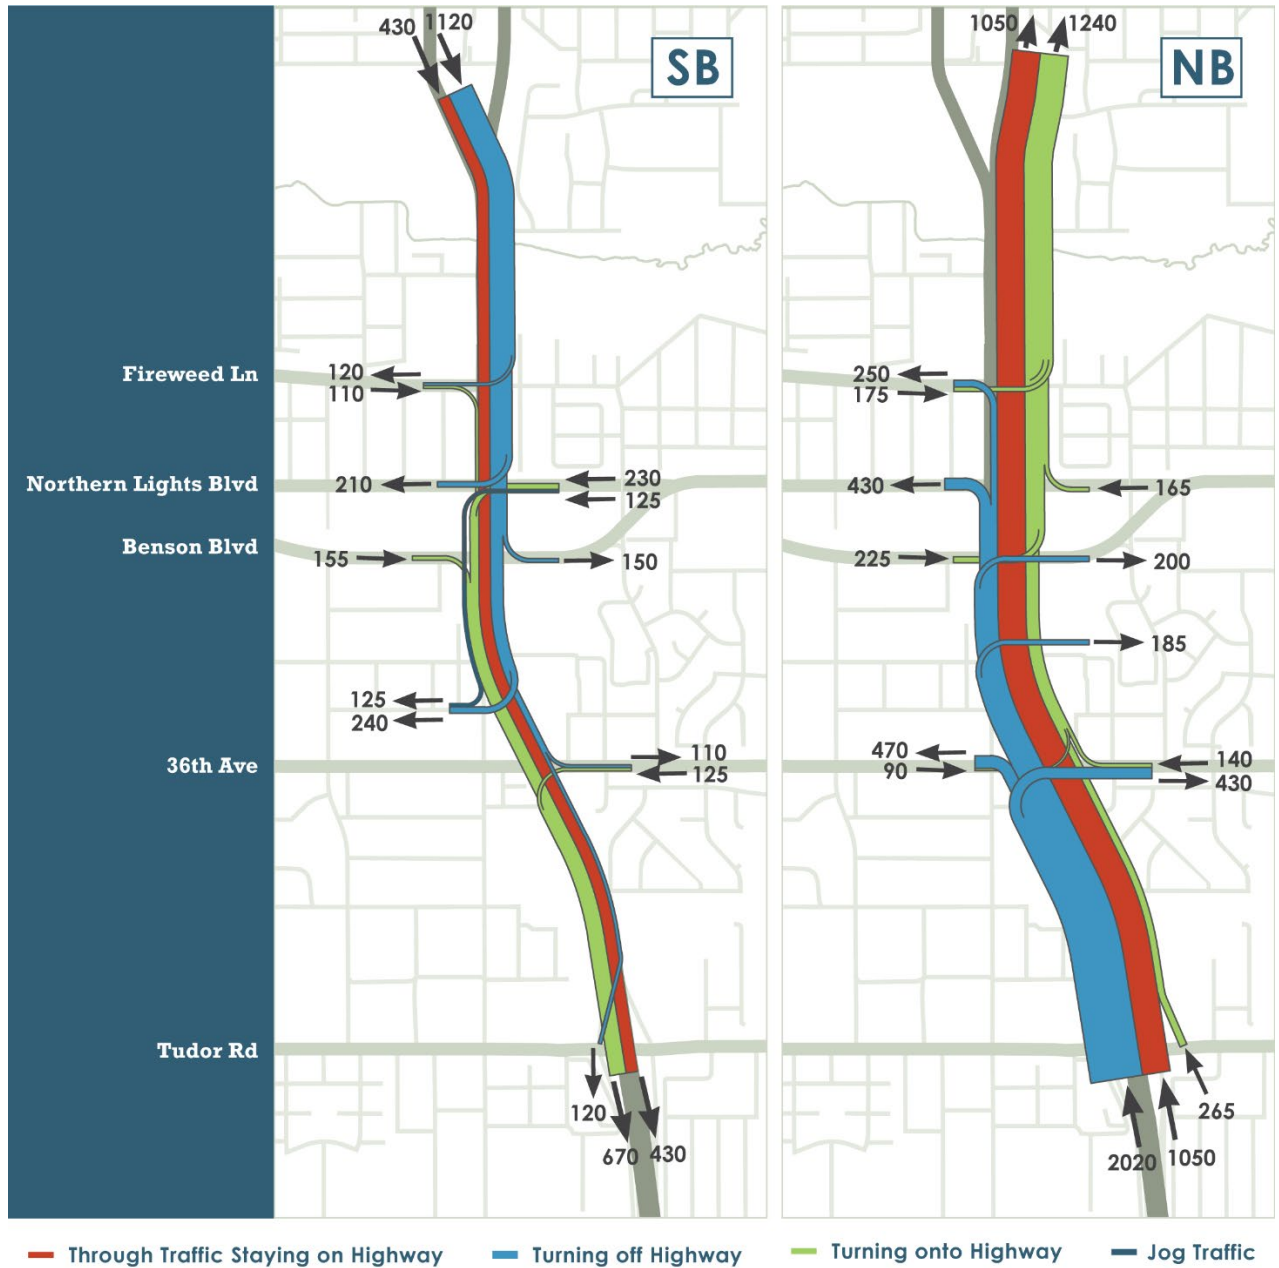 430 1120
SB
1050 1240
NB
Fireweed Ln
120
110
250
175
Northern Lights Blvd
210
230
125
430
165
Benson Blvd
155
150
225
200
185
125
240
36th Ave
110
125
470
90
140
430
Tudor Rd
120
670 430
265
2020 1050
Through Traffic Staying on Highway
Turning off Highway
Turning onto Highway
Jog Traffic